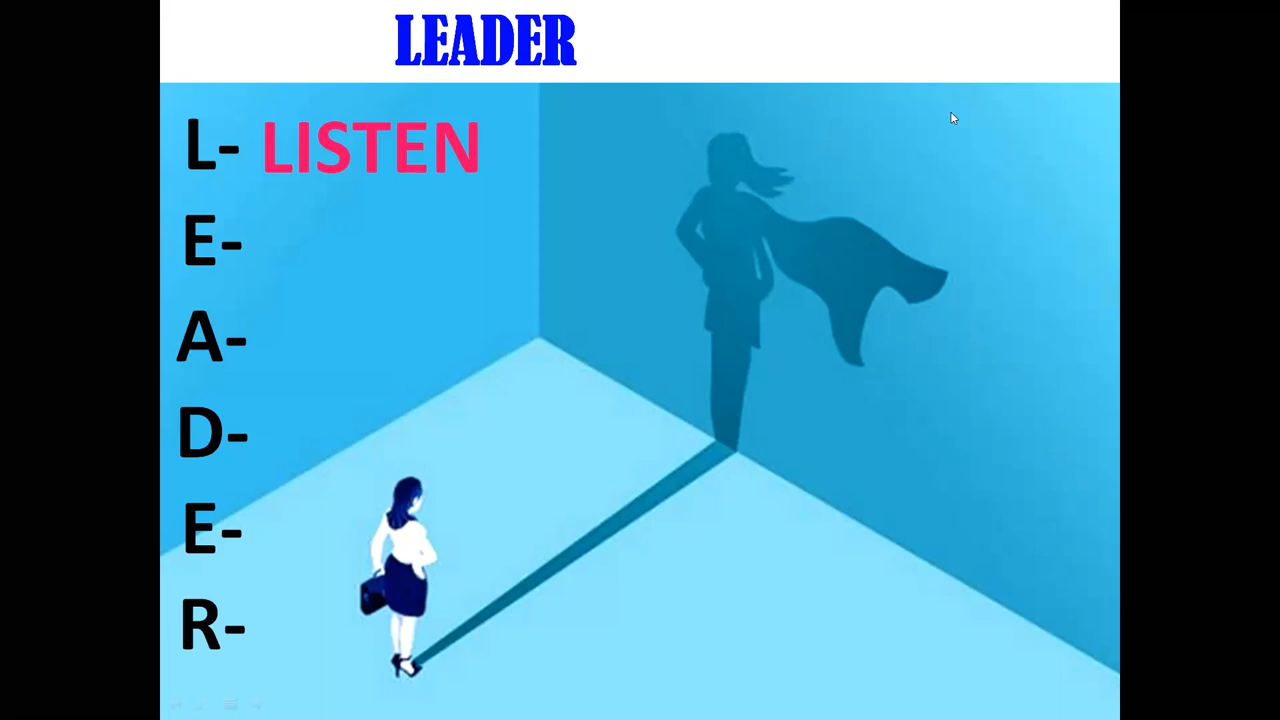 LEADER
L- LISTEN
E-
A-
D-
E-
R-